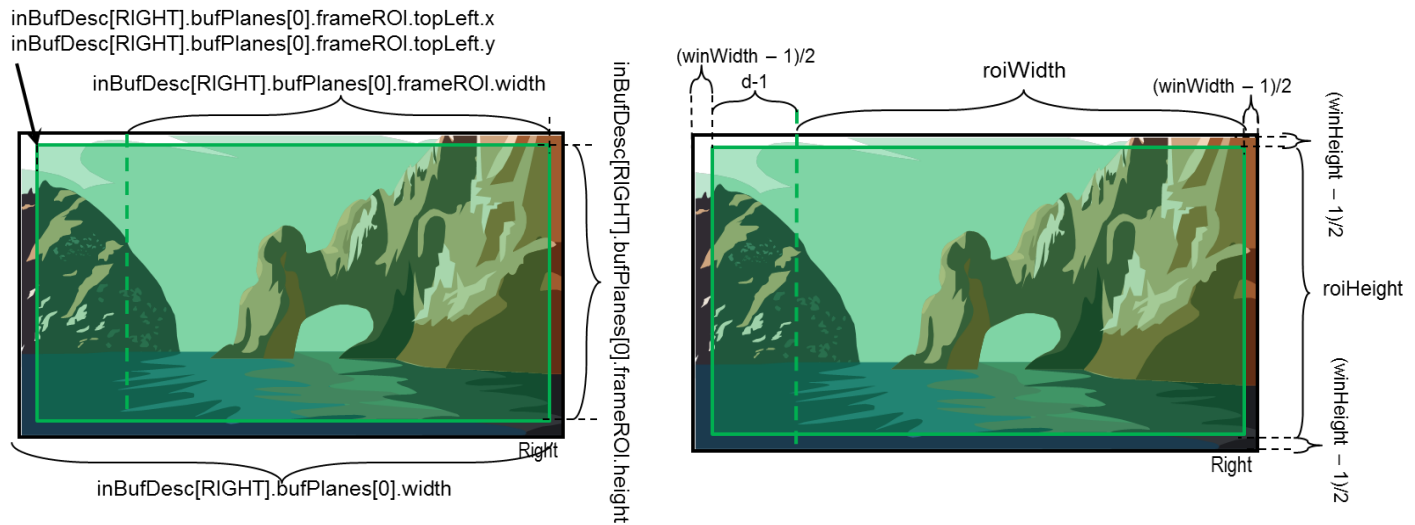 inBufDesc[RIGHT].bufPlanes[0].frameROI.topLeft.x
inBufDesc[RIGHT].bufPlanes[0].frameROI.topLeft.y
inBufDesc[RIGHT].bufPlanes[0].frameROI.width
inBufDesc[RIGHT].bufPlanes[0].frameROI.height
Right
inBufDesc[RIGHT].bufPlanes[0].width
(winWidth – 1)/2
d-1
roiWidth
(winWidth – 1)/2
(winHeight – 1)/2
roiHeight
(winHeight – 1)/2
Right